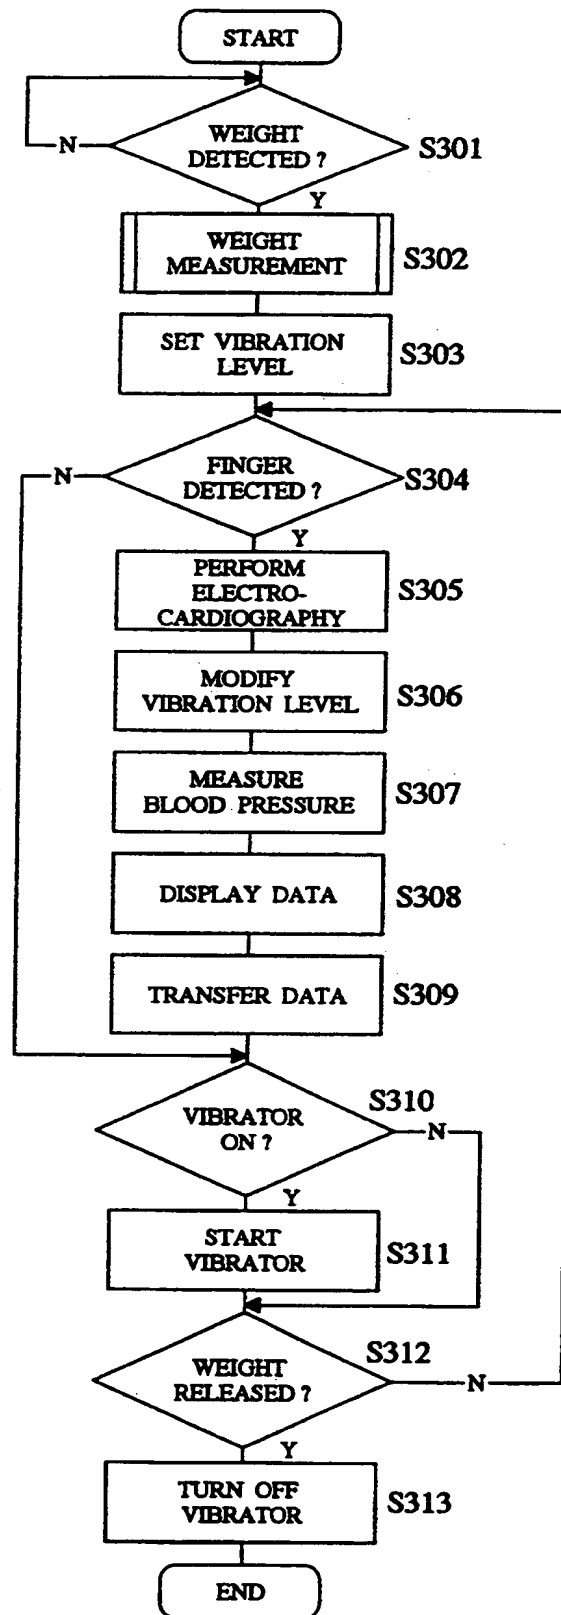 START
N
WEIGHT
DETECTED ?
S301
Y
WEIGHT
MEASUREMENT
S302
SET VIBRATION
LEVEL
S303
N
FINGER
DETECTED ?
S304
Y
PERFORM
ELECTRO-
CARDIOGRAPHY
S305
MODIFY
VIBRATION LEVEL
S306
MEASURE
BLOOD PRESSURE
S307
DISPLAY DATA
S308
TRANSFER DATA
S309
VIBRATOR
ON ?
S310
N
Y
START
VIBRATOR
S311
WEIGHT
RELEASED ?
S312
N
Y
TURN OFF
VIBRATOR
S313
END